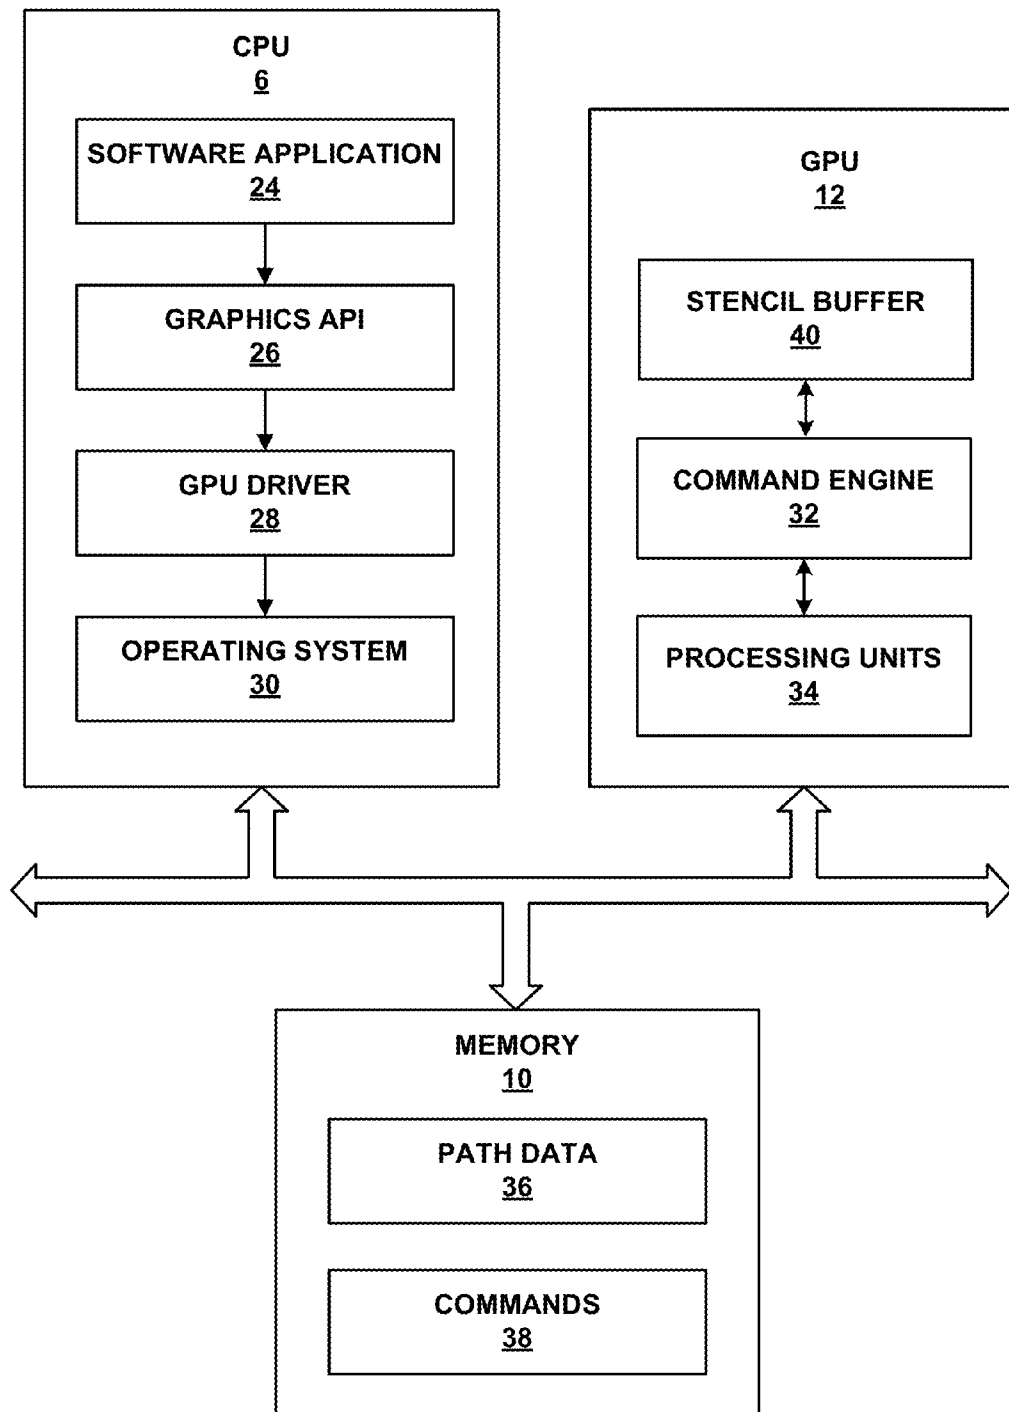 CPU
6
SOFTWARE APPLICATION
24
GRAPHICS API
26
GPU DRIVER
28
OPERATING SYSTEM
30
GPU
12
STENCIL BUFFER
40
COMMAND ENGINE
32
PROCESSING UNITS
34
MEMORY
10
PATH DATA
36
COMMANDS
38